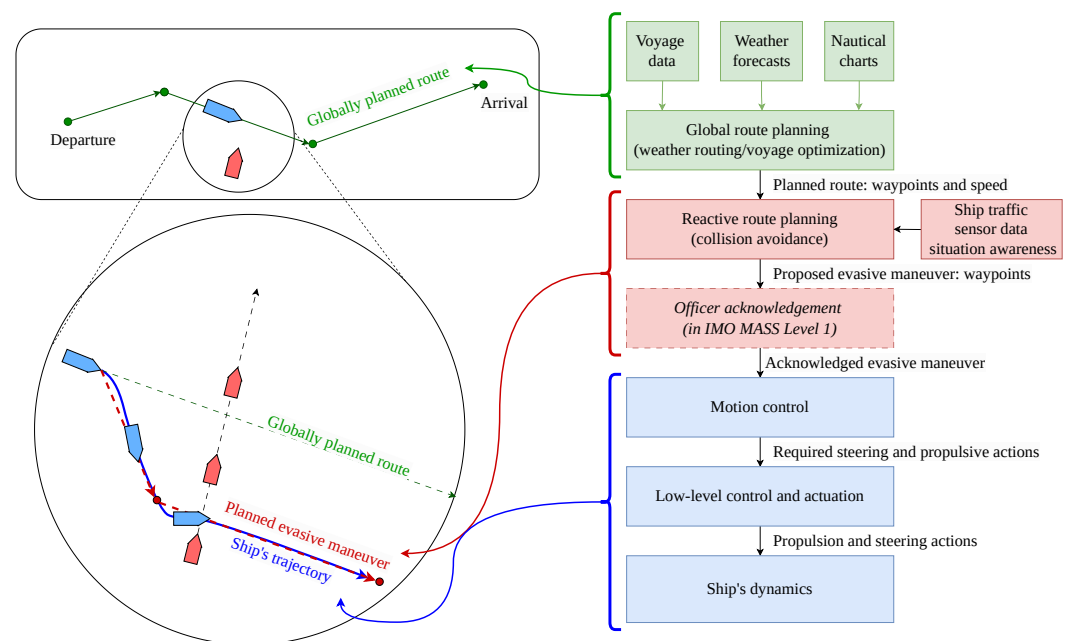 Globally planned route
Departure
Arrival
Globally planned route
Planned evasive maneuver
Ship's trajectory
Voyage
data
Weather
forecasts
Nautical
charts
Global route planning
(weather routing/voyage optimization)
Planned route: waypoints and speed
Reactive route planning
(collision avoidance)
Ship traffic
sensor data
situation awareness
Proposed evasive maneuver: waypoints
Officer acknowledgement
(in IMO MASS Level 1)
Acknowledged evasive maneuver
Motion control
Required steering and propulsive actions
Low-level control and actuation
Propulsion and steering actions
Ship's dynamics